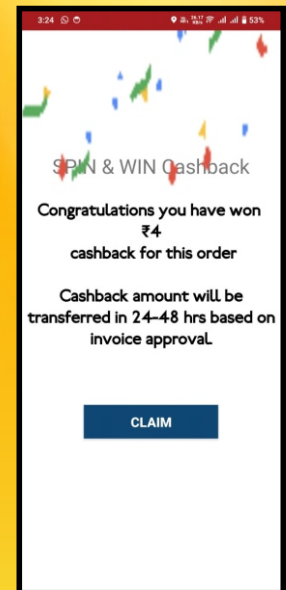 3:24 53%
SPIN & WIN Cashback
Congratulations you have won
₹4
cashback for this order
Cashback amount will be
transferred in 24-48 hrs based on
invoice approval.
CLAIM